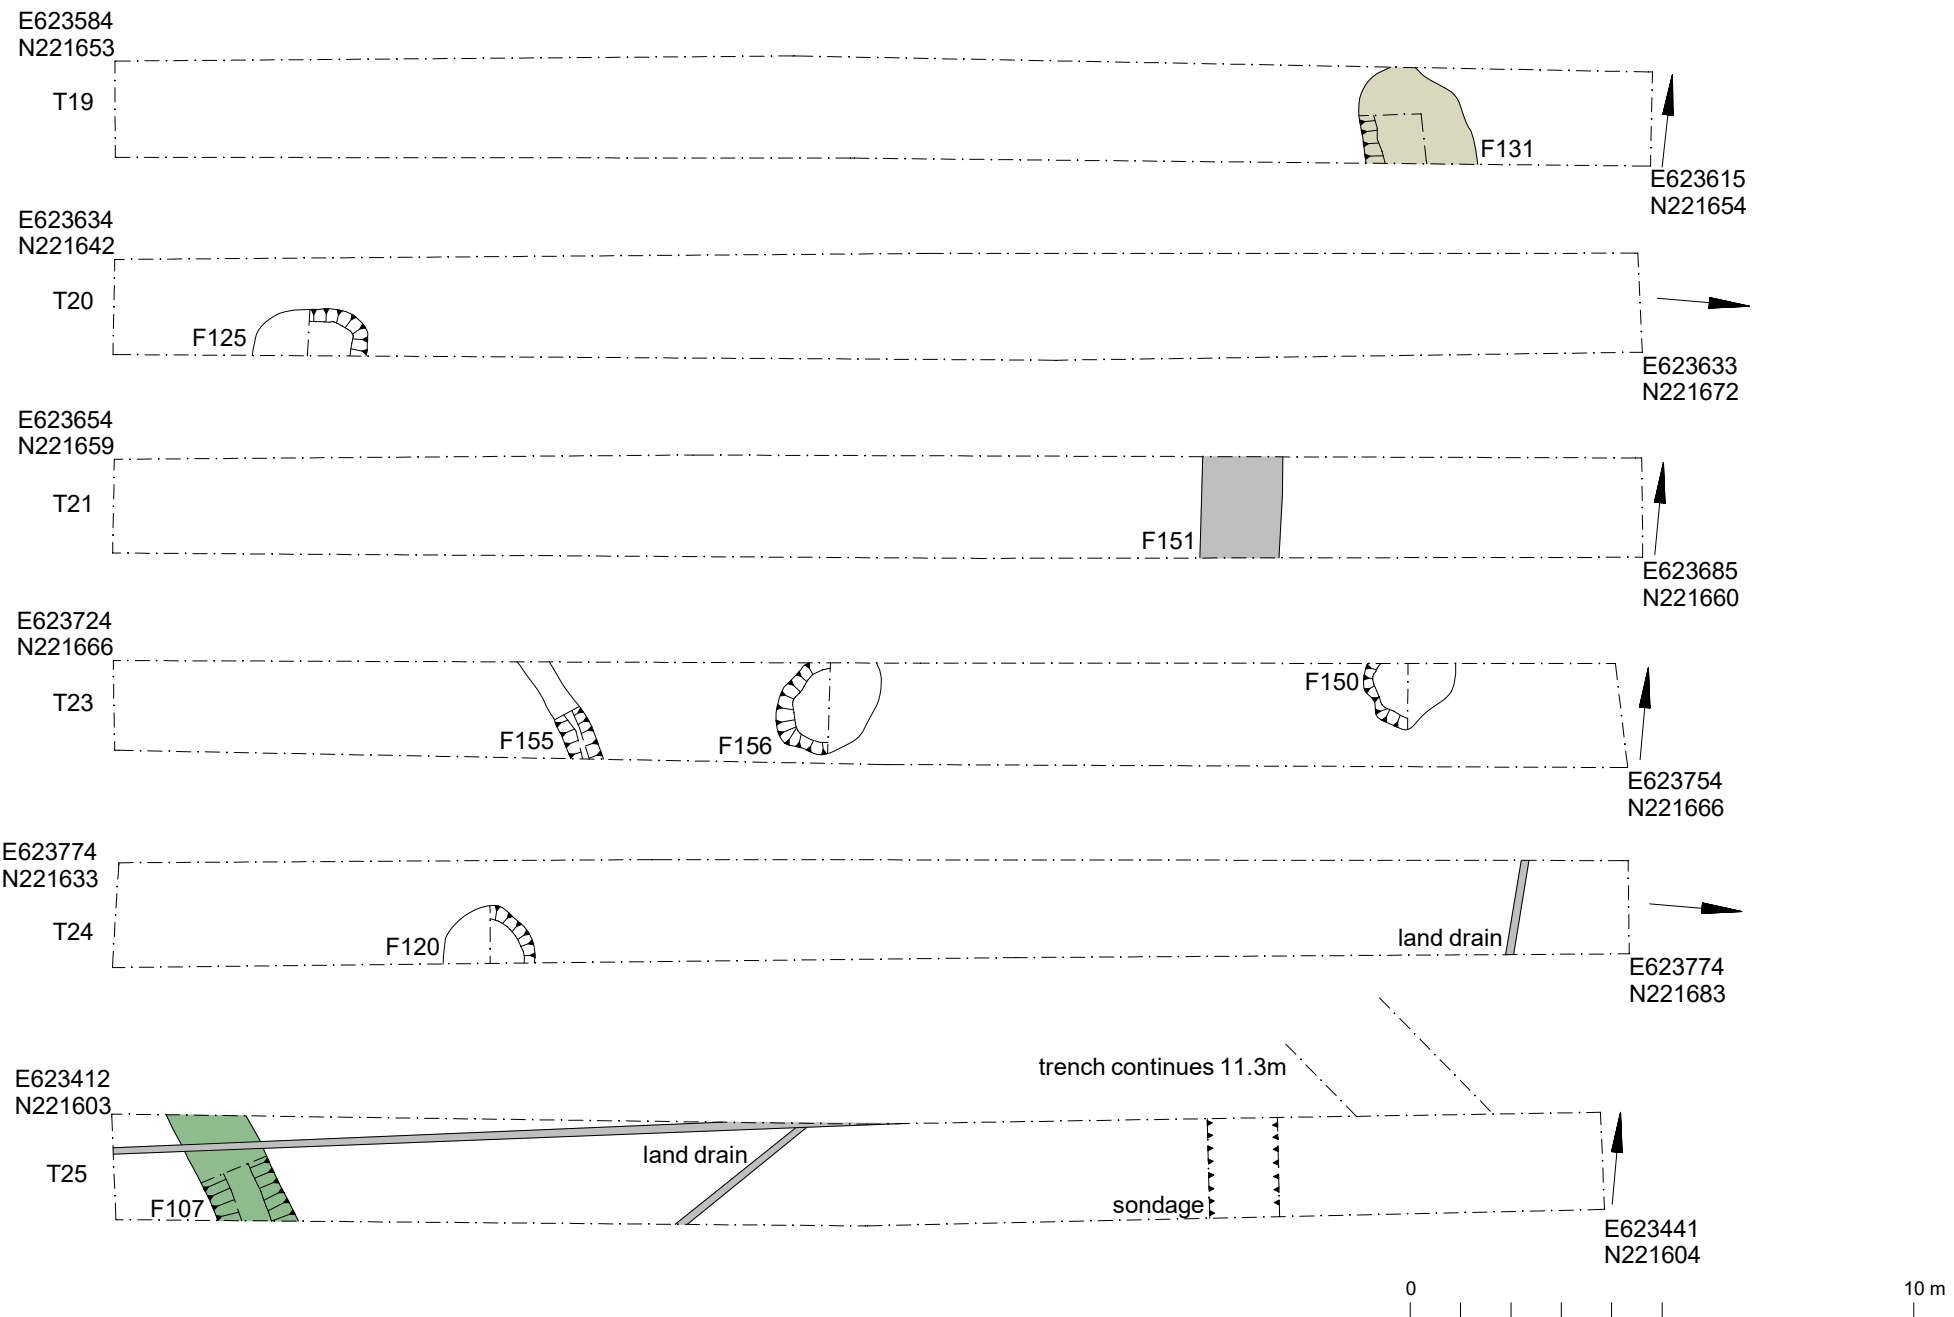 E623584
N221653
T19
F131
E623615
N221654
E623634
N221642
T20
F125
E623633
N221672
E623654
N221659
T21
F151
E623685
N221660
E623724
N221666
T23
F155
F156
F150
E623754
N221666
E623774
N221633
T24
F120
land drain
E623774
N221683
trench continues 11.3m
E623412
N221603
T25
F107
land drain
sondage
E623441
N221604
0
10 m